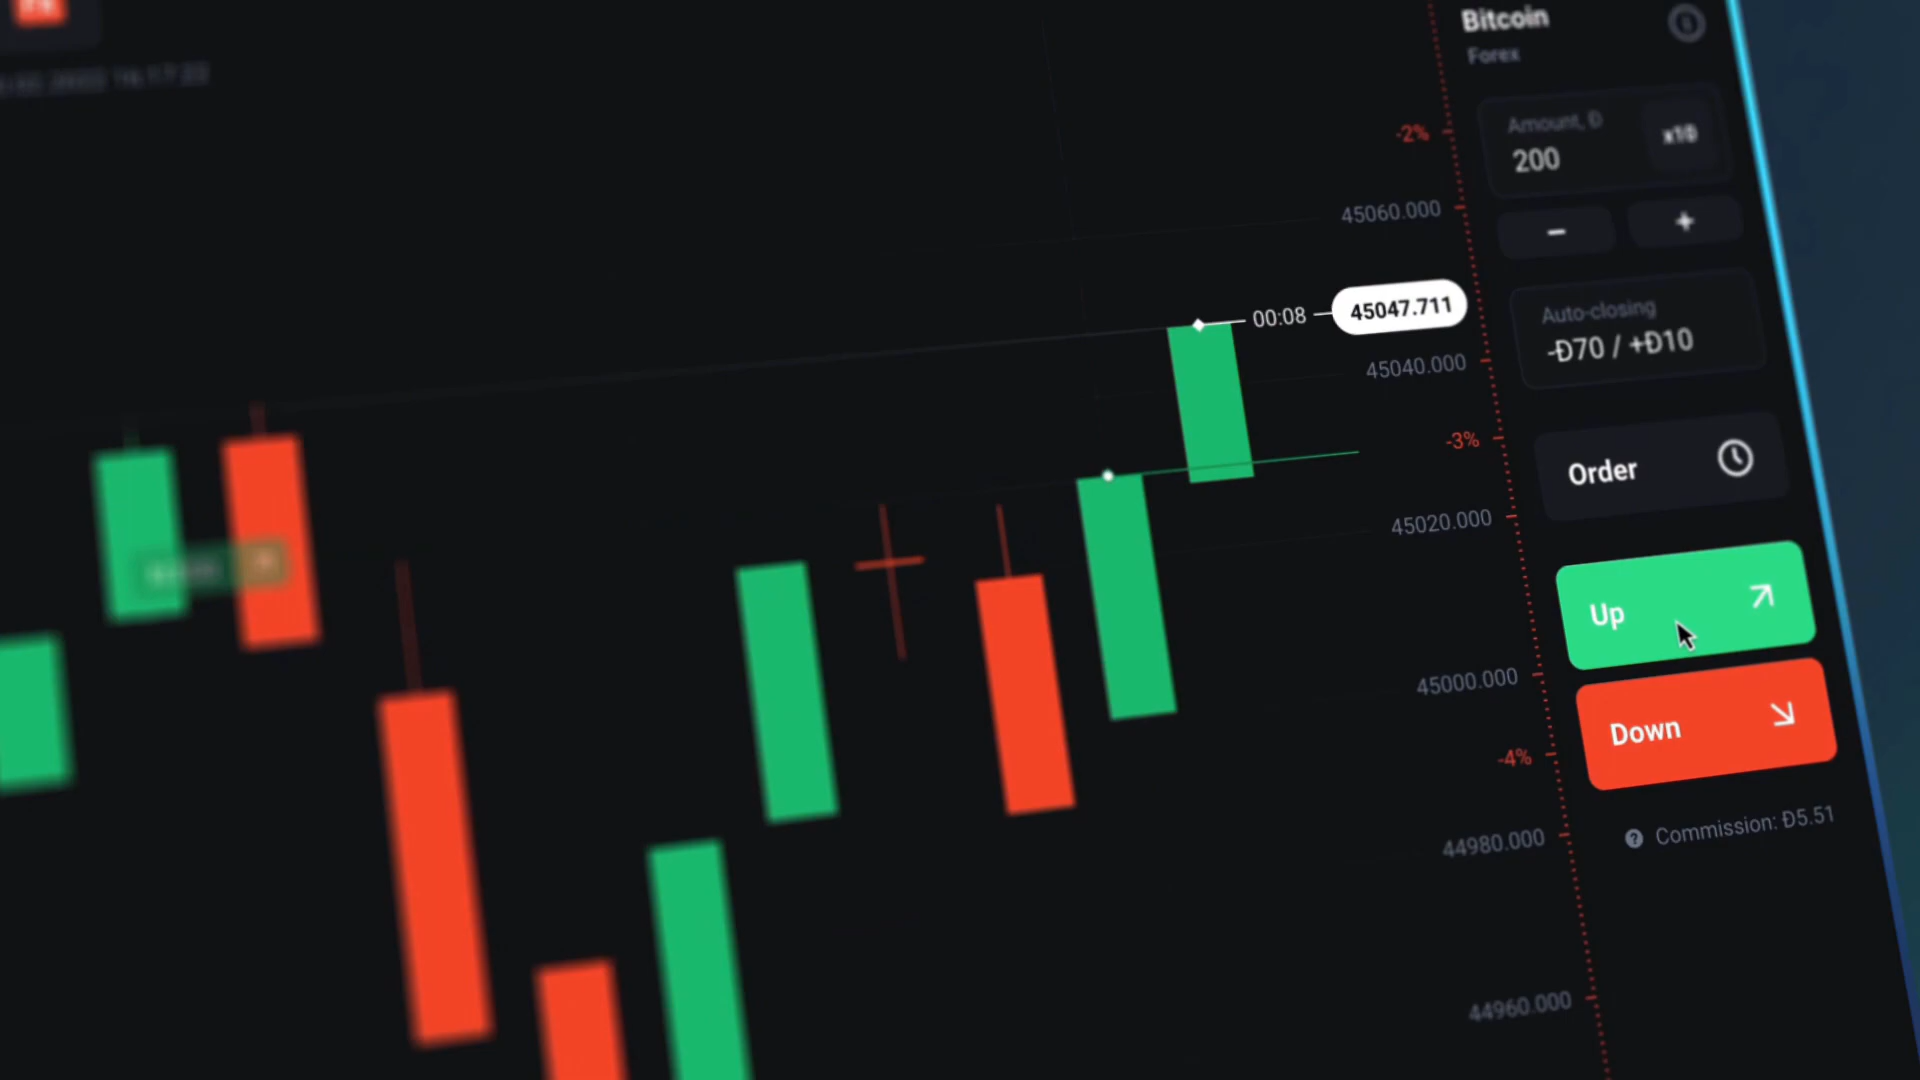 Bitcoin
Forex
Amount, Đ
200
x10
Auto-closing
-Đ70 / +Đ10
Order
Up
Down
Commission: Đ5.51
-2%
45060.000
00:08
45047.711
45040.000
-3%
45020.000
45000.000
-4%
44980.000
44960.000